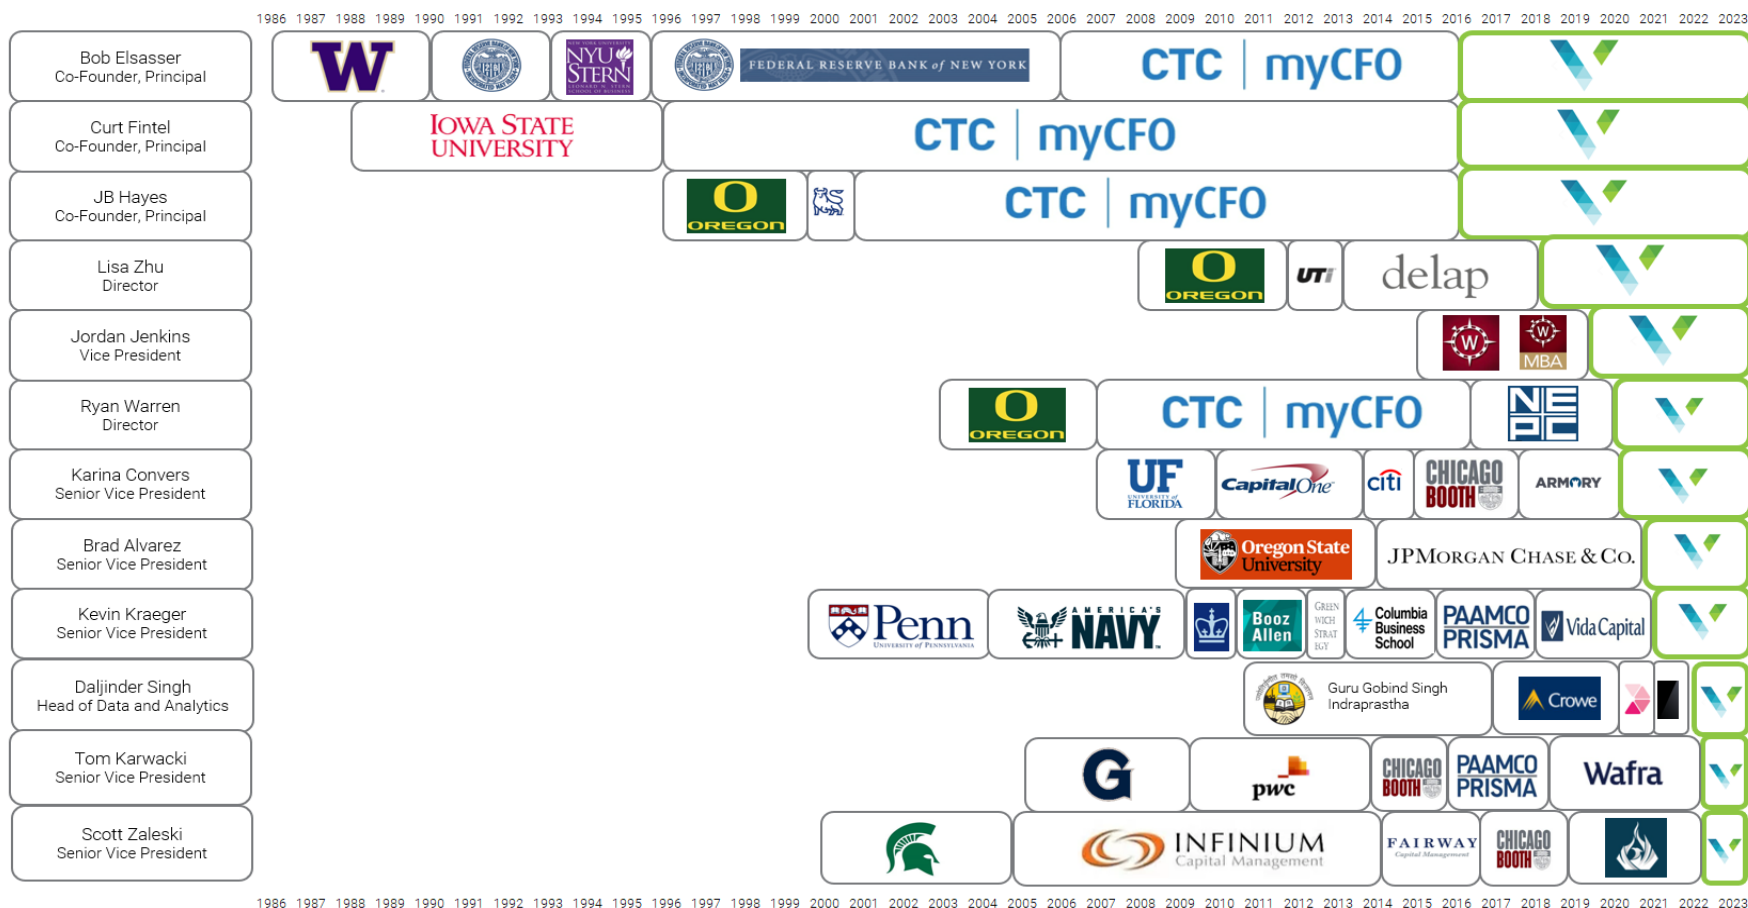 1986 1987 1988 1989 1990 1991 1992 1993 1994 1995 1996 1997 1998 1999 2000 2001 2002 2003 2004 2005 2006 2007 2008 2009 2010 2011 2012 2013 2014 2015 2016 2017 2018 2019 2020 2021 2022 2023
Bob Elsasser
Co-Founder, Principal
W
NYU
STERN
FEDERAL RESERVE BANK of NEW YORK
CTC | myCFO
Curt Fintel
Co-Founder, Principal
IOWA STATE
UNIVERSITY
CTC | myCFO
JB Hayes
Co-Founder, Principal
O
OREGON
CTC | myCFO
Lisa Zhu
Director
O
OREGON
UTi
delap
Jordan Jenkins
Vice President
W
W
MBA
Ryan Warren
Director
O
OREGON
CTC | myCFO
NE
PC
Karina Convers
Senior Vice President
UF
UNIVERSITY of
FLORIDA
CapitalOne
citi
CHICAGO
BOOTH
ARMORY
Brad Alvarez
Senior Vice President
Oregon State
University
JPMORGAN CHASE & CO.
Kevin Kraeger
Senior Vice President
Penn
UNIVERSITY of PENNSYLVANIA
AMERICA'S
NAVY
Booz
Allen
GREEN
WICH
STRAT
EGY
Columbia
Business
School
PAAMCO
PRISMA
Vida Capital
Daljinder Singh
Head of Data and Analytics
Guru Gobind Singh
Indraprastha
Crowe
Tom Karwacki
Senior Vice President
G
pwc
CHICAGO
BOOTH
PAAMCO
PRISMA
Wafra
Scott Zaleski
Senior Vice President
INFINIUM
Capital Management
FAIRWAY
Capital Management
CHICAGO
BOOTH
1986 1987 1988 1989 1990 1991 1992 1993 1994 1995 1996 1997 1998 1999 2000 2001 2002 2003 2004 2005 2006 2007 2008 2009 2010 2011 2012 2013 2014 2015 2016 2017 2018 2019 2020 2021 2022 2023